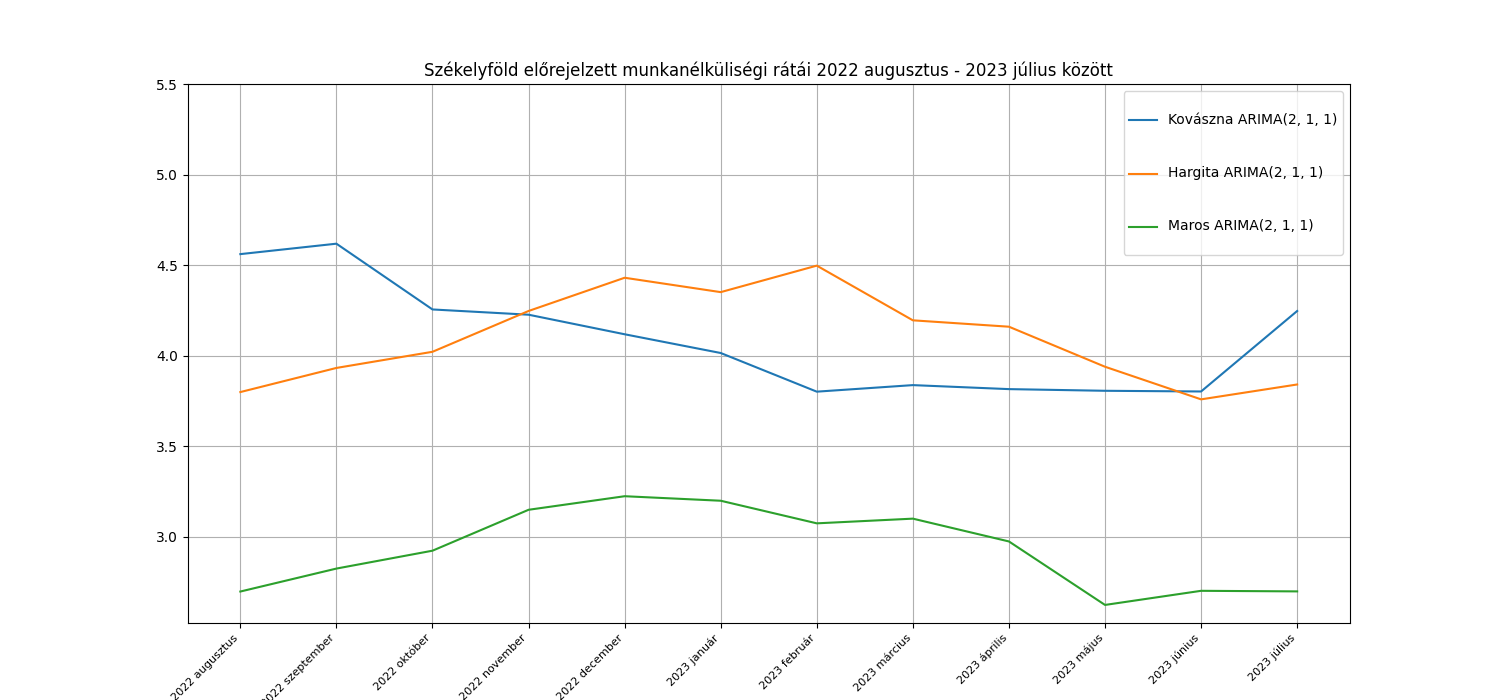 Székelyföld előrejelzett munkanélküliségi rátái 2022 augusztus - 2023 július között
5.5
5.0
4.5
4.0
3.5
3.0
Kovászna ARIMA(2, 1, 1)
Hargita ARIMA(2, 1, 1)
Maros ARIMA(2, 1, 1)
2022 augusztus
2022 szeptember
2022 október
2022 november
2022 december
2023 január
2023 február
2023 március
2023 április
2023 május
2023 június
2023 július